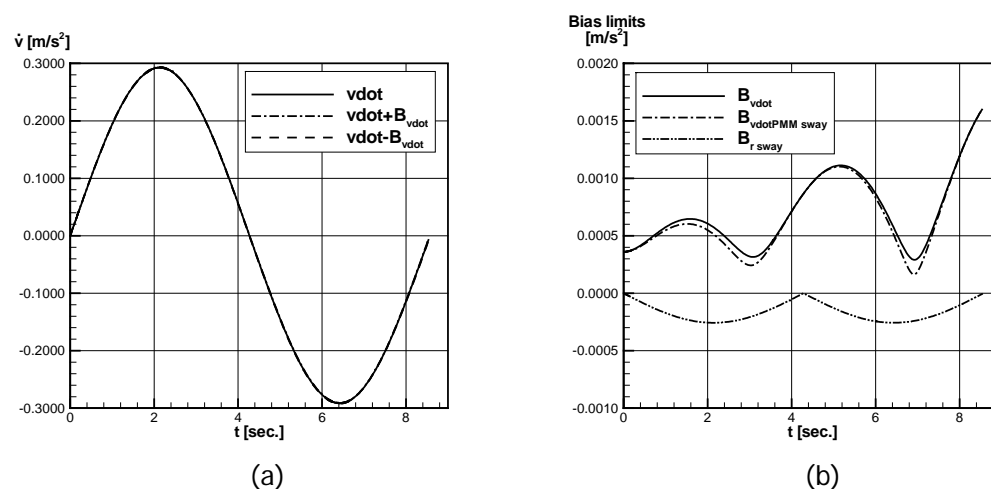 v̇ [m/s²]
0.3000
0.2000
0.1000
0.0000
-0.1000
-0.2000
-0.3000
0 2 4 6 8
t [sec.]
vdot
vdot+B_vdot
vdot-B_vdot
(a)
Bias limits
[m/s²]
0.0020
0.0015
0.0010
0.0005
0.0000
-0.0005
-0.0010
0 2 4 6 8
t [sec.]
B_vdot
B_vdotPMM sway
B_r sway
(b)